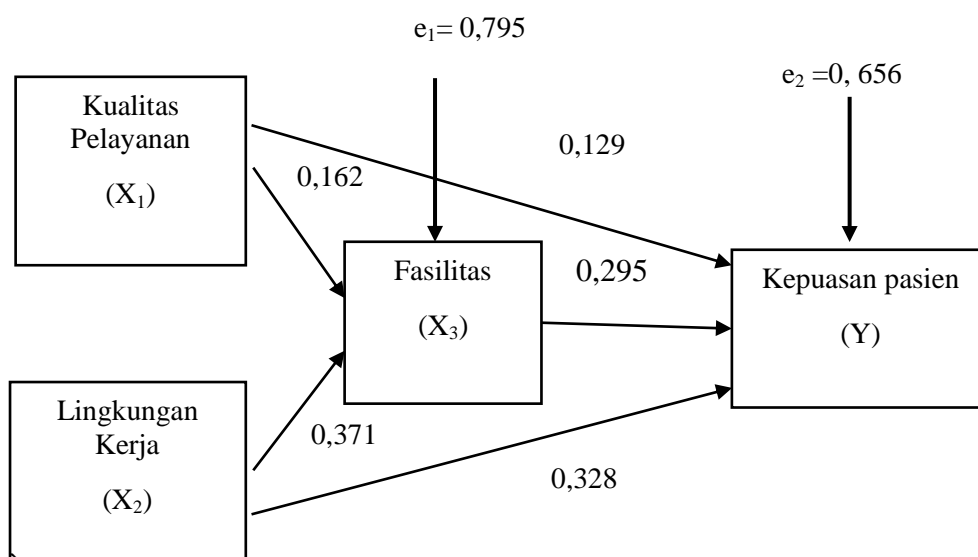 e₁= 0,795
e₂ =0, 656
Kualitas
Pelayanan
(X₁)
0,129
0,162
Fasilitas
(X₃)
0,295
Kepuasan pasien
(Y)
Lingkungan
Kerja
(X₂)
0,371
0,328